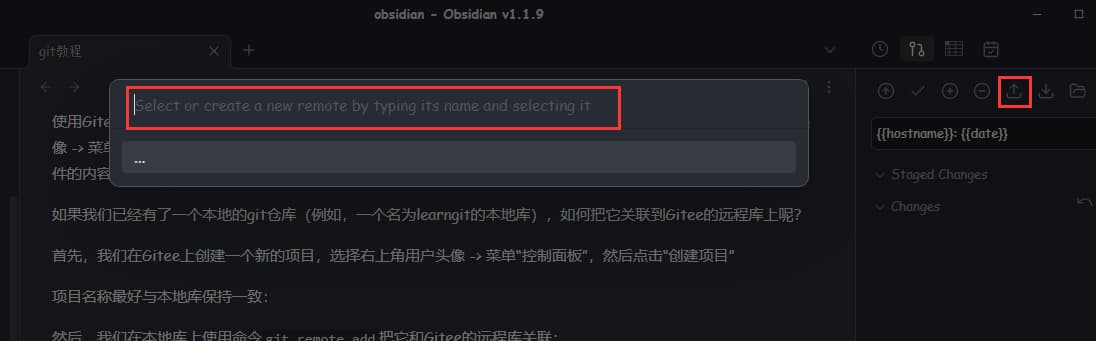 obsidian - Obsidian v1.1.9
git教程
Select or create a new remote by typing its name and selecting it
...
使用Gite
像 -> 菜单
件的内容
如果我们已经有了一个本地的git仓库（例如，一个名为learngit的本地库），如何把它关联到Gitee的远程库上呢？
首先，我们在Gitee上创建一个新的项目，选择右上角用户头像 -> 菜单“控制面板”，然后点击“创建项目”
项目名称最好与本地库保持一致：
然后，我们在本地库上使用命令 git remote add 把它和Gitee的远程库关联：
{{hostname}}: {{date}}
Staged Changes
Changes